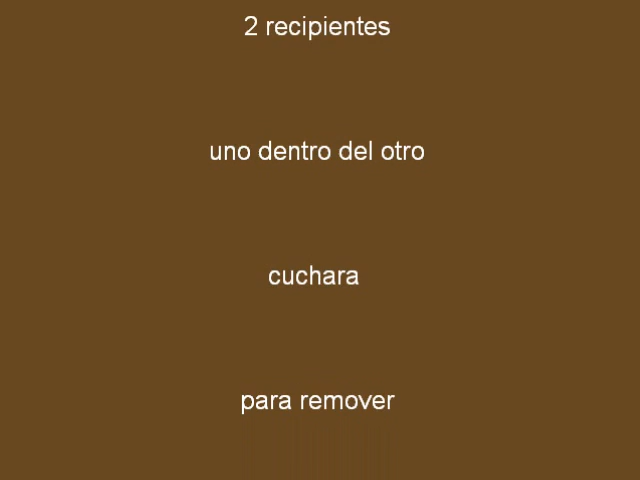 2 recipientes
uno dentro del otro
cuchara
para remover